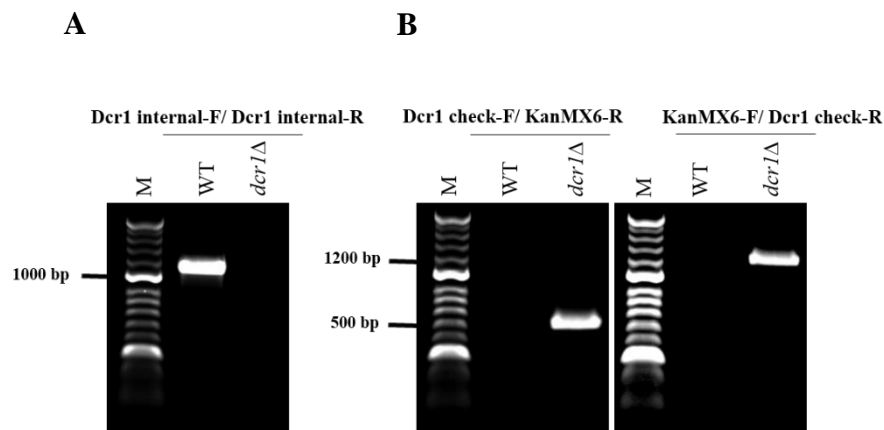 A
B
Dcr1 internal-F/ Dcr1 internal-R
Dcr1 check-F/ KanMX6-R
KanMX6-F/ Dcr1 check-R
M
WT
dcr1Δ
M
WT
dcr1Δ
M
WT
dcr1Δ
1000 bp
1200 bp
500 bp